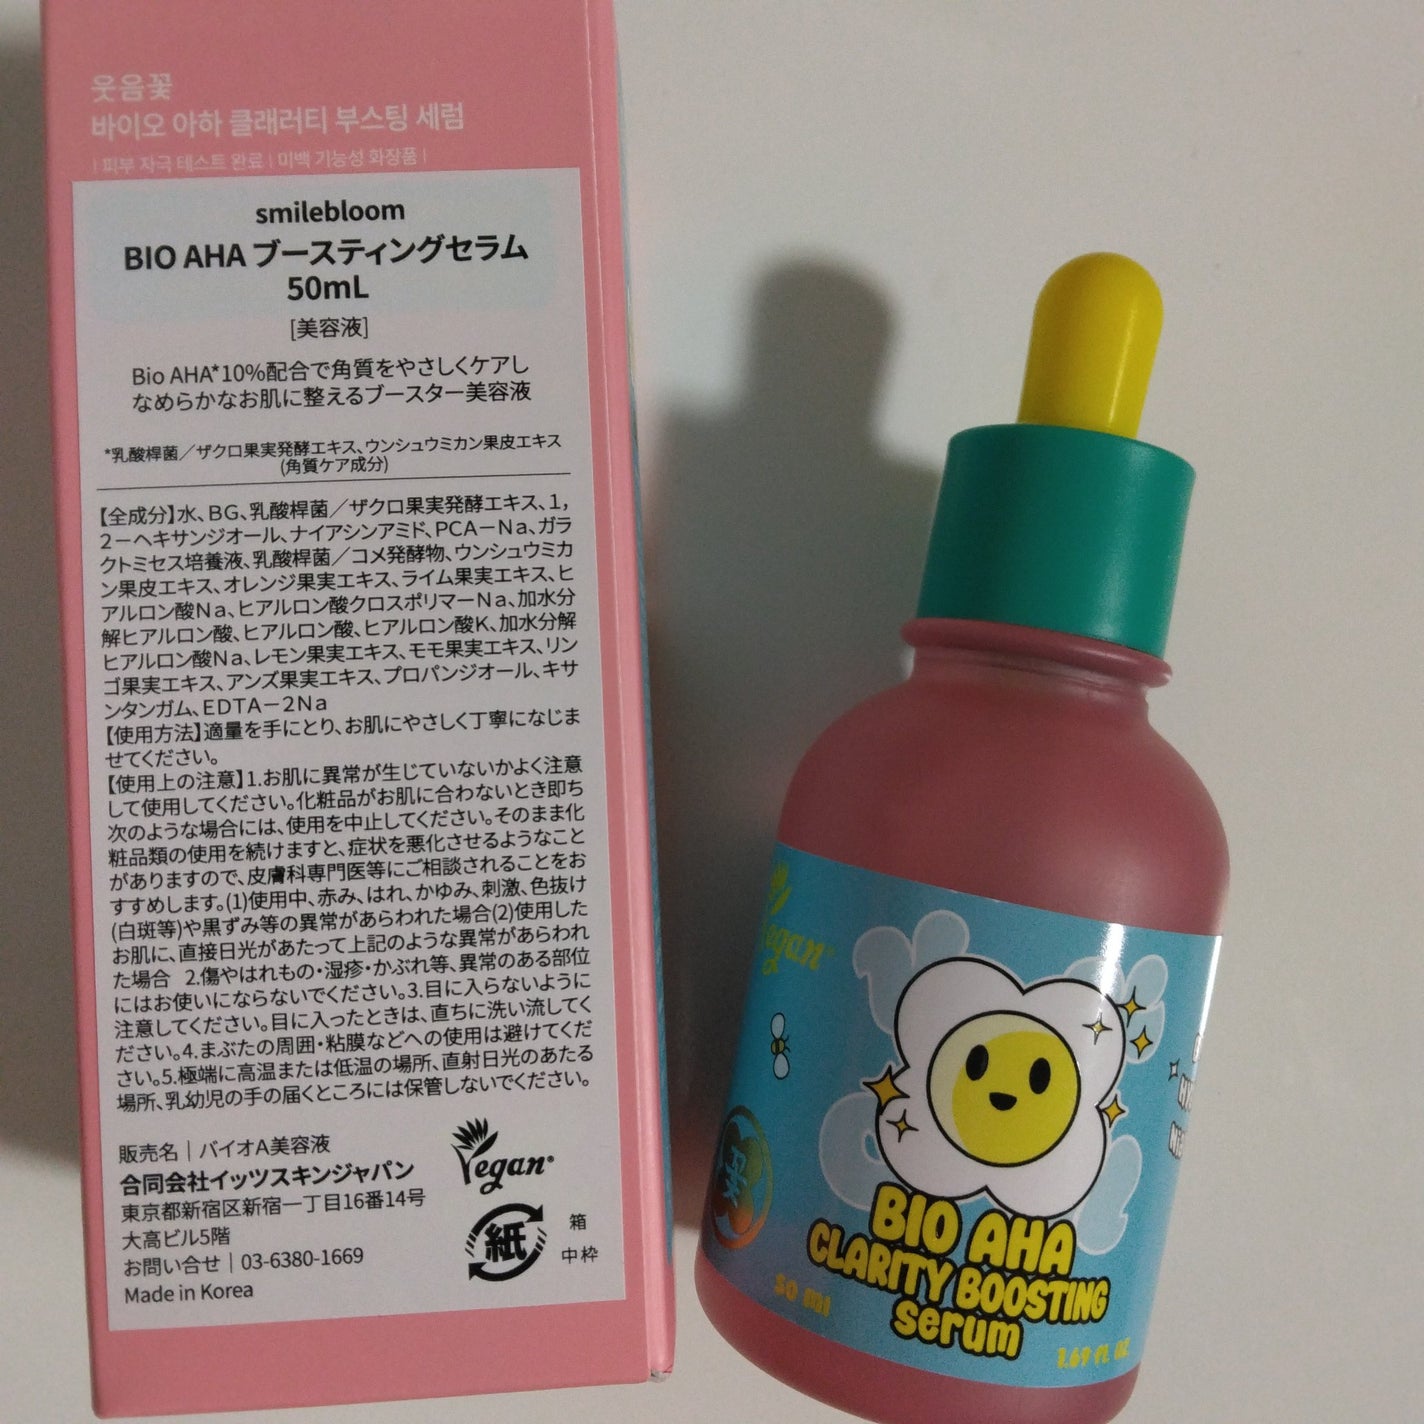 웃음꽃
바이오 아하 클래러티 부스팅 세럼
| 피부 자극 테스트 완료 | 미백 기능성 화장품 |
smilebloom
BIO AHA ブースティングセラム
50mL
[美容液]
Bio AHA*10%配合で角質をやさしくケアし
なめらかなお肌に整えるブースター美容液
*乳酸桿菌／ザクロ果実発酵エキス、ウンシュウミカン果皮エキス
(角質ケア成分)
【全成分】水、BG、乳酸桿菌／ザクロ果実発酵エキス、1，
2－ヘキサンジオール、ナイアシンアミド、PCA－Na、ガラ
クトミセス培養液、乳酸桿菌／コメ発酵物、ウンシュウミカ
ン果皮エキス、オレンジ果実エキス、ライム果実エキス、ヒ
アルロン酸Na、ヒアルロン酸クロスポリマーNa、加水分
解ヒアルロン酸、ヒアルロン酸、ヒアルロン酸K、加水分解
ヒアルロン酸Na、レモン果実エキス、モモ果実エキス、リン
ゴ果実エキス、アンズ果実エキス、プロパンジオール、キサ
ンタンガム、EDTA－2Na
【使用方法】適量を手にとり、お肌にやさしく丁寧になじま
せてください。
【使用上の注意】1.お肌に異常が生じていないかよく注意
して使用してください。化粧品がお肌に合わないとき即ち
次のような場合には、使用を中止してください。そのまま化
粧品類の使用を続けますと、症状を悪化させるようなこと
がありますので、皮膚科専門医等にご相談されることをお
すすめします。(1)使用中、赤み、はれ、かゆみ、刺激、色抜け
(白斑等)や黒ずみ等の異常があらわれた場合(2)使用した
お肌に、直接日光があたって上記のような異常があらわれ
た場合 2.傷やはれもの・湿疹・かぶれ等、異常のある部位
にはお使いにならないでください。3.目に入らないように
注意してください。目に入ったときは、直ちに洗い流してく
ださい。4.まぶたの周囲・粘膜などへの使用は避けてくだ
さい。5.極端に高温または低温の場所、直射日光のあたる
場所、乳幼児の手の届くところには保管しないでください。
販売名｜バイオA美容液
合同会社イッツスキンジャパン
東京都新宿区新宿一丁目16番14号
大高ビル5階
お問い合せ｜03-6380-1669
Made in Korea
Vegan®
紙
箱
中枠
Vegan®
꽃
BIO AHA
CLARITY BOOSTING
serum
50 ml
1.69 fl. oz.